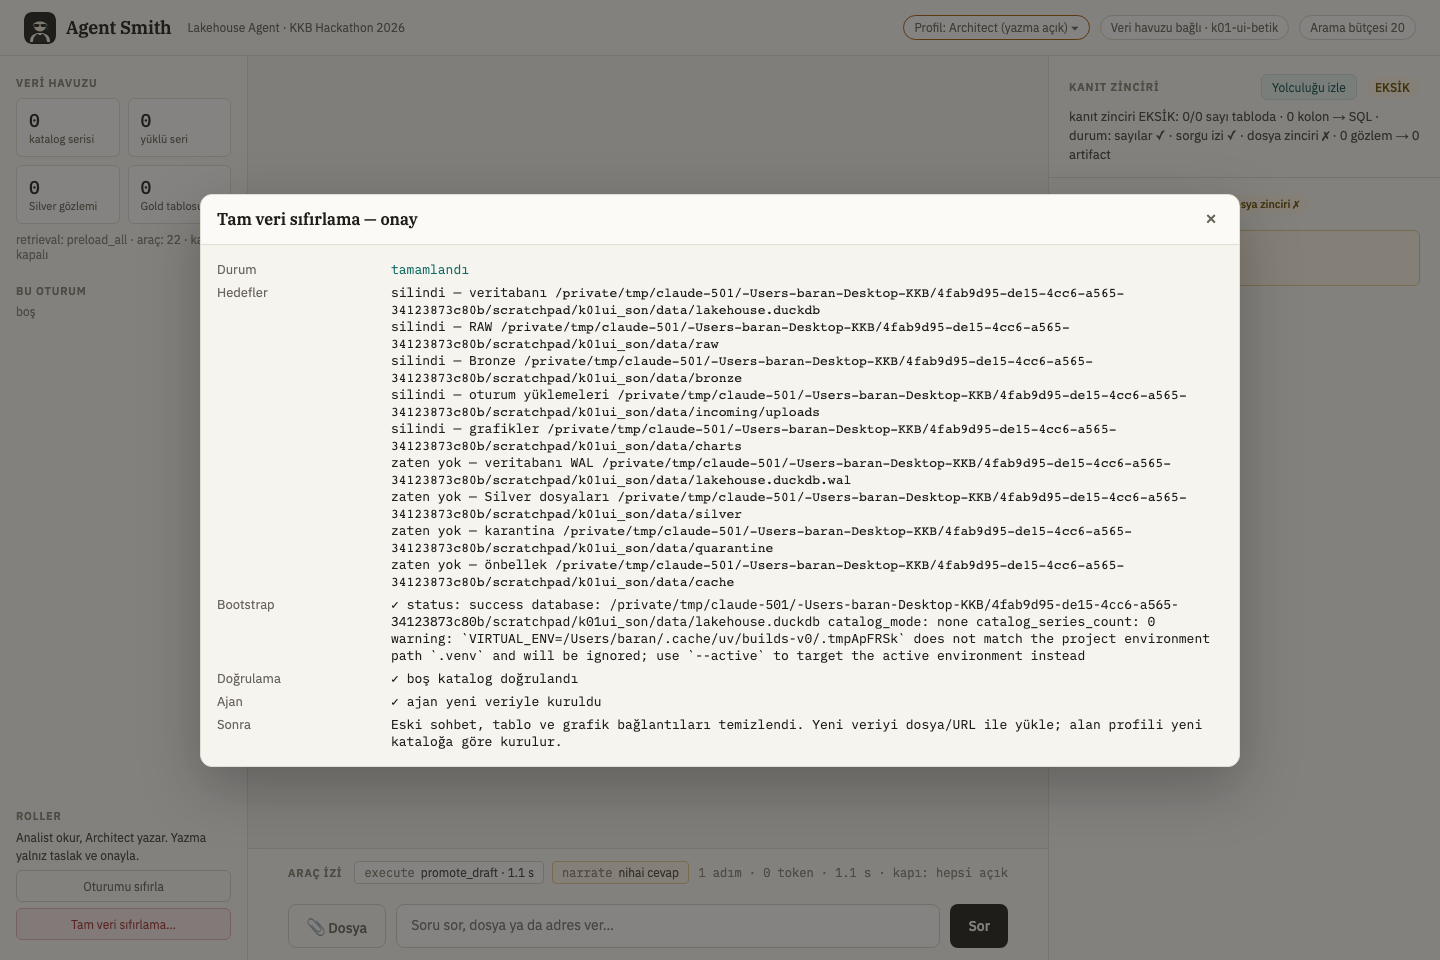 Agent Smith
Lakehouse Agent · KKB Hackathon 2026
Profil: Architect (yazma açık)
Veri havuzu bağlı · k01-ui-betik
Arama bütçesi 20
VERİ HAVUZU
0
katalog serisi
0
yüklü seri
0
Silver gözlemi
0
Gold tablosu
retrieval: preload_all · araç: 22 ·
kapalı
BU OTURUM
boş
ROLLER
Analist okur, Architect yazar. Yazma
yalnız taslak ve onayla.
Oturumu sıfırla
Tam veri sıfırlama...
KANIT ZİNCİRİ
Yolculuğu izle
EKSİK
kanıt zinciri EKSİK: 0/0 sayı tabloda · 0 kolon → SQL ·
durum: sayılar ✓ · sorgu izi ✓ · dosya zinciri ✗ · 0 gözlem → 0
artifact
sya zinciri ✗
Tam veri sıfırlama — onay
×
Durum
tamamlandı
Hedefler
silindi — veritabanı /private/tmp/claude-501/-Users-baran-Desktop-KKB/4fab9d95-de15-4cc6-a565-
34123873c80b/scratchpad/k01ui_son/data/lakehouse.duckdb
silindi — RAW /private/tmp/claude-501/-Users-baran-Desktop-KKB/4fab9d95-de15-4cc6-a565-
34123873c80b/scratchpad/k01ui_son/data/raw
silindi — Bronze /private/tmp/claude-501/-Users-baran-Desktop-KKB/4fab9d95-de15-4cc6-a565-
34123873c80b/scratchpad/k01ui_son/data/bronze
silindi — oturum yüklemeleri /private/tmp/claude-501/-Users-baran-Desktop-KKB/4fab9d95-de15-4cc6-a565-
34123873c80b/scratchpad/k01ui_son/data/incoming/uploads
silindi — grafikler /private/tmp/claude-501/-Users-baran-Desktop-KKB/4fab9d95-de15-4cc6-a565-
34123873c80b/scratchpad/k01ui_son/data/charts
zaten yok — veritabanı WAL /private/tmp/claude-501/-Users-baran-Desktop-KKB/4fab9d95-de15-4cc6-a565-
34123873c80b/scratchpad/k01ui_son/data/lakehouse.duckdb.wal
zaten yok — Silver dosyaları /private/tmp/claude-501/-Users-baran-Desktop-KKB/4fab9d95-de15-4cc6-a565-
34123873c80b/scratchpad/k01ui_son/data/silver
zaten yok — karantina /private/tmp/claude-501/-Users-baran-Desktop-KKB/4fab9d95-de15-4cc6-a565-
34123873c80b/scratchpad/k01ui_son/data/quarantine
zaten yok — önbellek /private/tmp/claude-501/-Users-baran-Desktop-KKB/4fab9d95-de15-4cc6-a565-
34123873c80b/scratchpad/k01ui_son/data/cache
Bootstrap
✓ status: success database: /private/tmp/claude-501/-Users-baran-Desktop-KKB/4fab9d95-de15-4cc6-a565-
34123873c80b/scratchpad/k01ui_son/data/lakehouse.duckdb catalog_mode: none catalog_series_count: 0
warning: `VIRTUAL_ENV=/Users/baran/.cache/uv/builds-v0/.tmpApFRSk` does not match the project environment
path `.venv` and will be ignored; use `--active` to target the active environment instead
Doğrulama
✓ boş katalog doğrulandı
Ajan
✓ ajan yeni veriyle kuruldu
Sonra
Eski sohbet, tablo ve grafik bağlantıları temizlendi. Yeni veriyi dosya/URL ile yükle; alan profili yeni
kataloğa göre kurulur.
ARAÇ İZİ
execute promote_draft · 1.1 s
narrate nihai cevap
1 adım · 0 token · 1.1 s · kapı: hepsi açık
Dosya
Soru sor, dosya ya da adres ver...
Sor